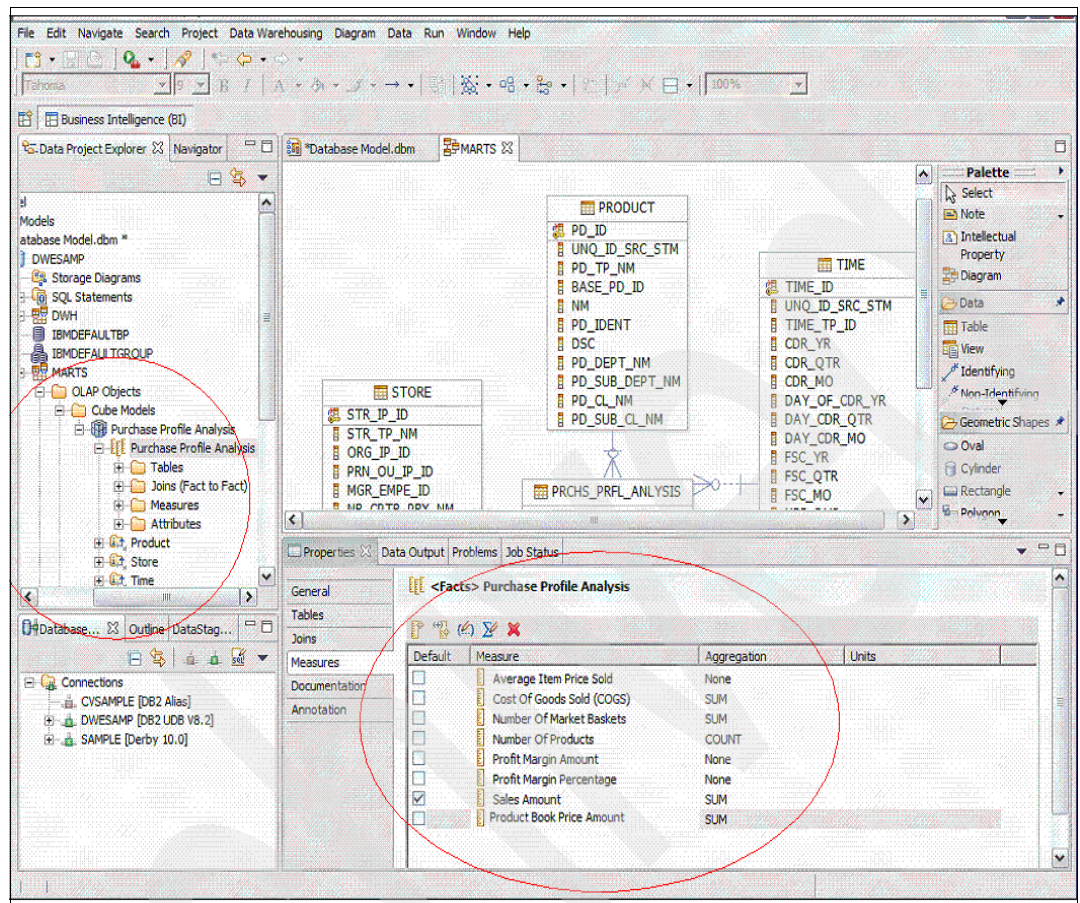 File Edit Navigate Search Project Data Warehousing Diagram Data Run Window Help
Tahoma 9 B I A 100%
Business Intelligence (BI)
Data Project Explorer Navigator
el
Models
atabase Model.dbm *
DWESAMP
Storage Diagrams
SQL Statements
DWH
IBMDEFAULTBP
IBMDEFAULTGROUP
MARTS
OLAP Objects
Cube Models
Purchase Profile Analysis
Purchase Profile Analysis
Tables
Joins (Fact to Fact)
Measures
Attributes
Product
Store
Time
*Database Model.dbm MARTS
PRODUCT
PD_ID
UNQ_ID_SRC_STM
PD_TP_NM
BASE_PD_ID
NM
PD_IDENT
DSC
PD_DEPT_NM
PD_SUB_DEPT_NM
PD_CL_NM
PD_SUB_CL_NM
TIME
TIME_ID
UNQ_ID_SRC_STM
TIME_TP_ID
CDR_YR
CDR_QTR
CDR_MO
DAY_OF_CDR_YR
DAY_CDR_QTR
DAY_CDR_MO
FSC_YR
FSC_QTR
FSC_MO
STORE
STR_IP_ID
STR_TP_NM
ORG_IP_ID
PRN_OU_IP_ID
MGR_EMPE_ID
PRCHS_PRFL_ANLYSIS
Palette
Select
Note
Intellectual
Property
Diagram
Data
Table
View
Identifying
Non-Identifying
Geometric Shapes
Oval
Cylinder
Rectangle
Polygon
Database... Outline DataStag...
Connections
CVSAMPLE [DB2 Alias]
DWESAMP [DB2 UDB V8.2]
SAMPLE [Derby 10.0]
Properties Data Output Problems Job Status
General
Tables
Joins
Measures
Documentation
Annotation
<Facts> Purchase Profile Analysis
Default Measure Aggregation Units
Average Item Price Sold None
Cost Of Goods Sold (COGS) SUM
Number Of Market Baskets SUM
Number Of Products COUNT
Profit Margin Amount None
Profit Margin Percentage None
Sales Amount SUM
Product Book Price Amount SUM